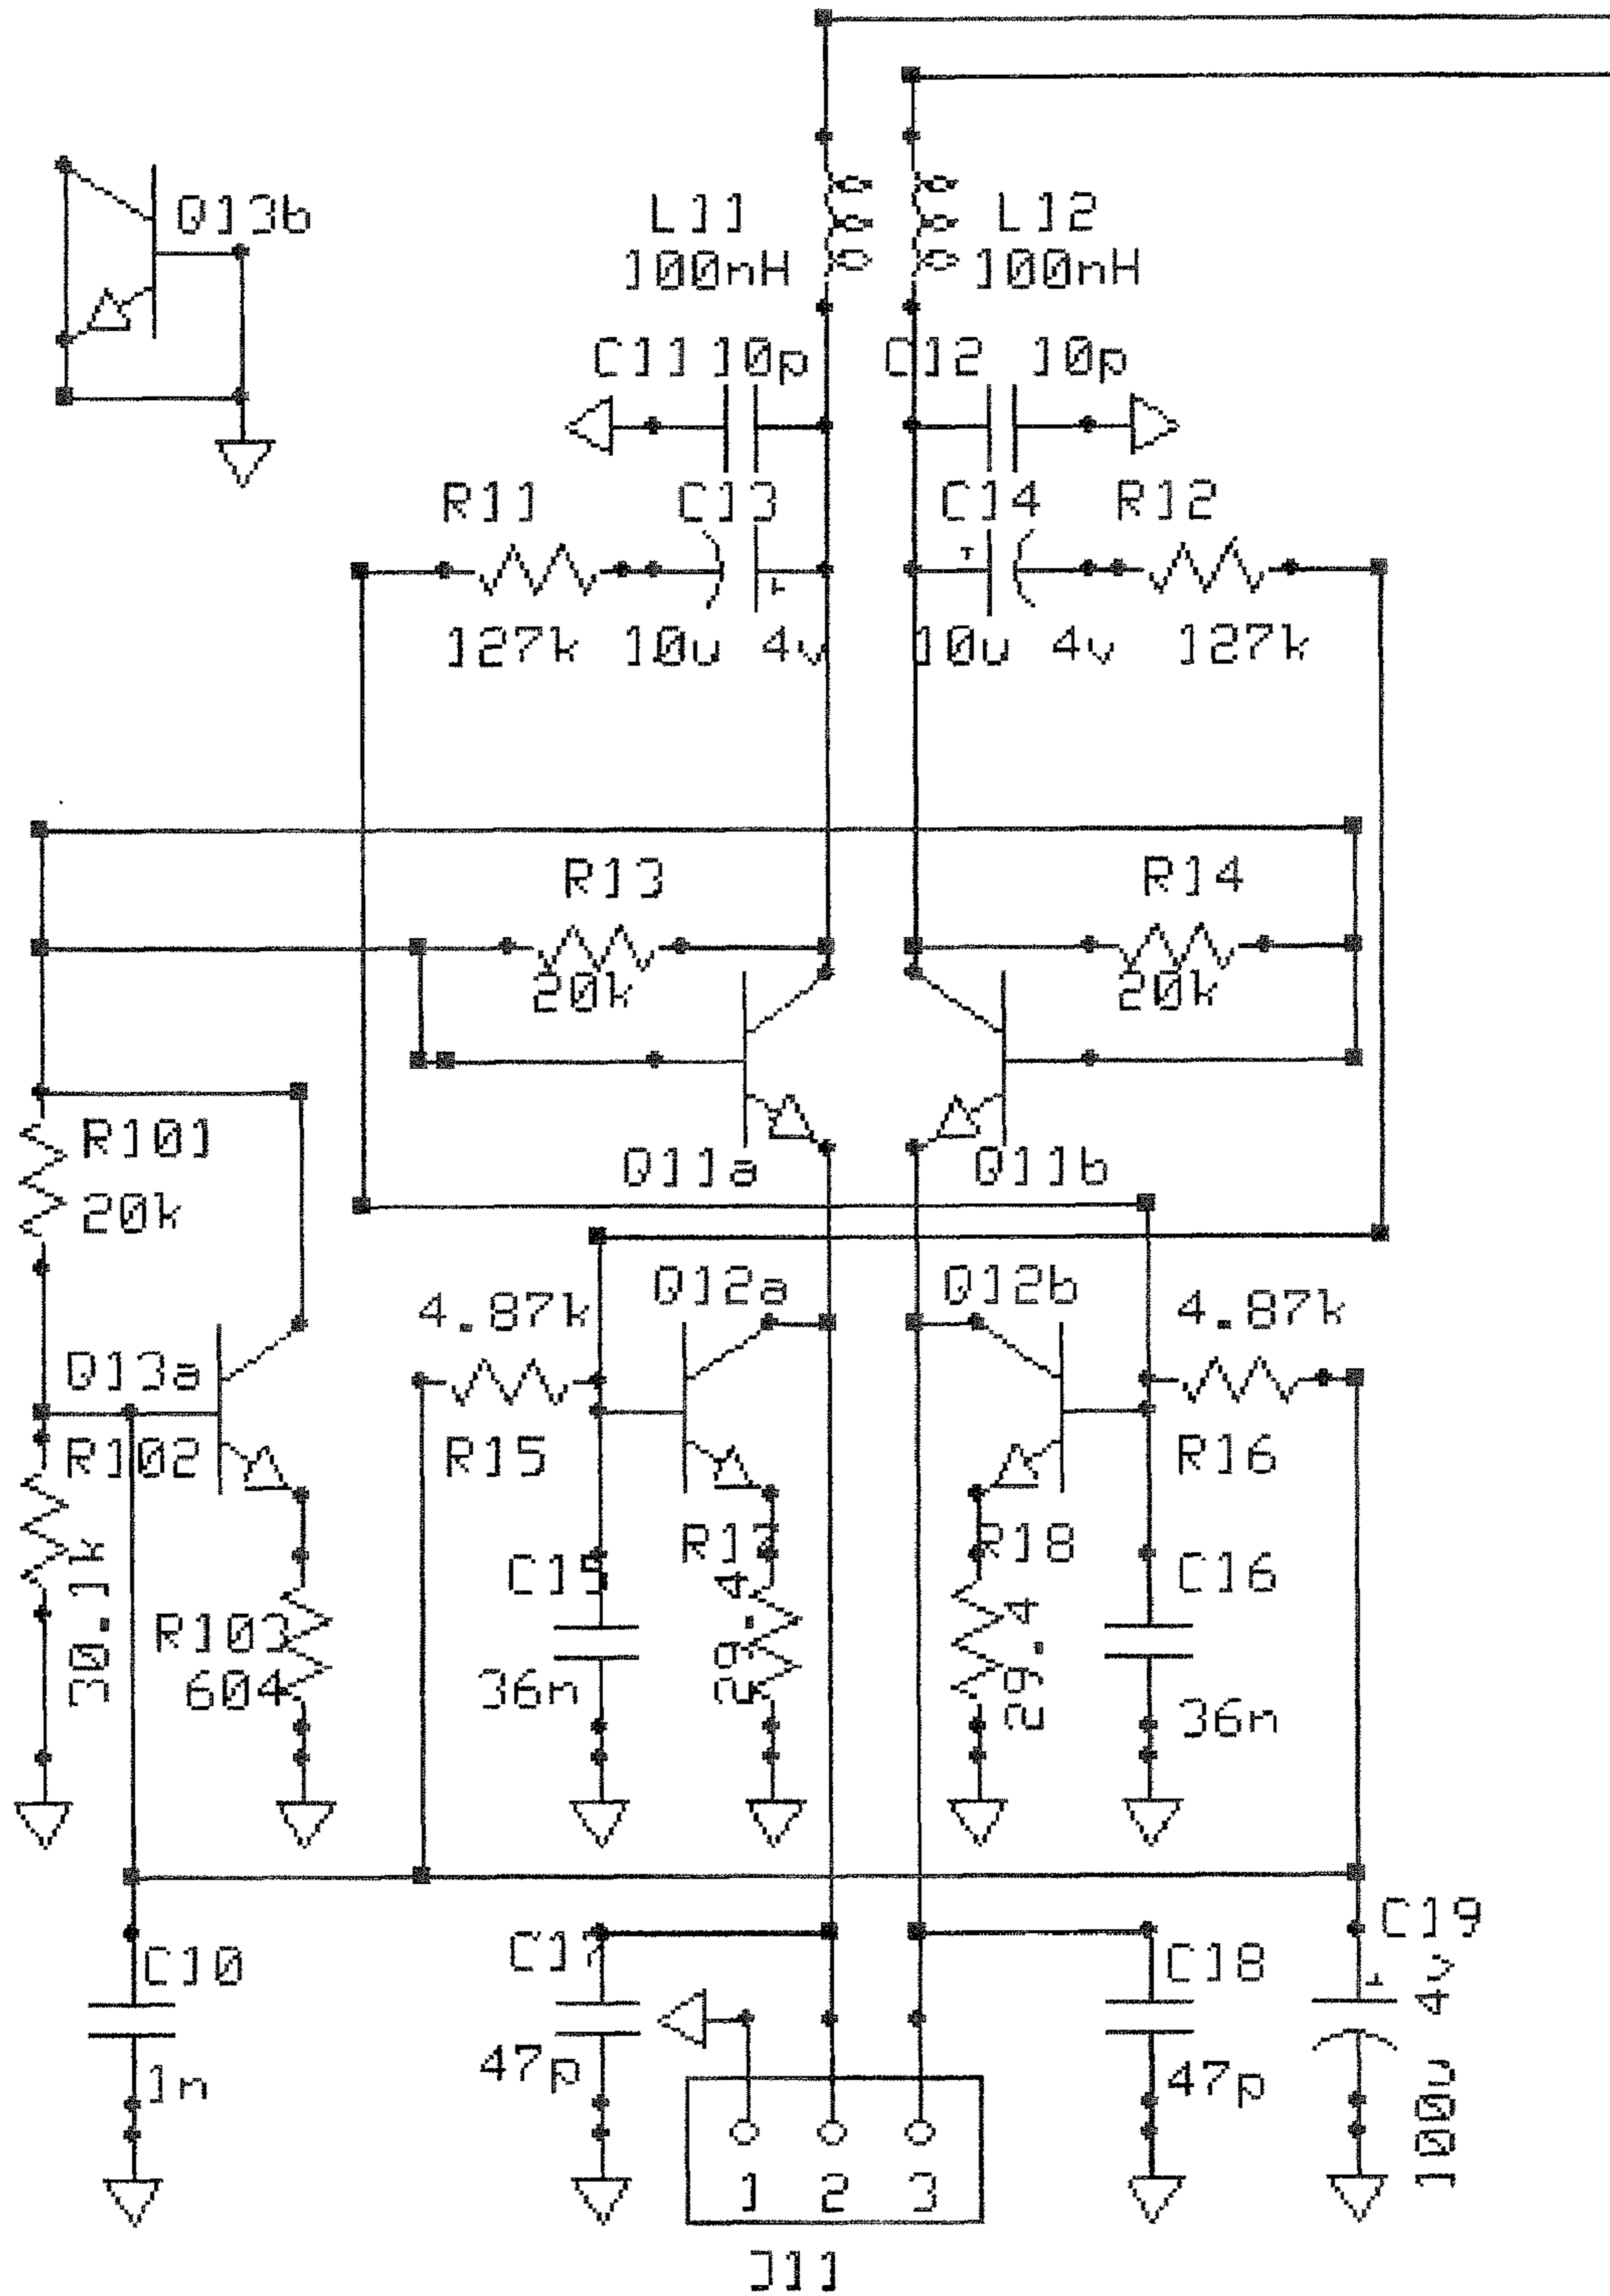 Q13b
L11
100nH
L12
100nH
C11 10p
C12 10p
R11
C13
C14
R12
127k
10u 4v
10u 4v
127k
R13
20k
R14
20k
R101
20k
Q11a
Q11b
Q12a
Q12b
4.87k
4.87k
Q13a
R102
R15
R16
30.1k
R103
604
C15
36n
R17
29.4
R18
29.4
C16
36n
C10
1n
C17
47p
C18
47p
C19
100u 4v
1
2
3
J11